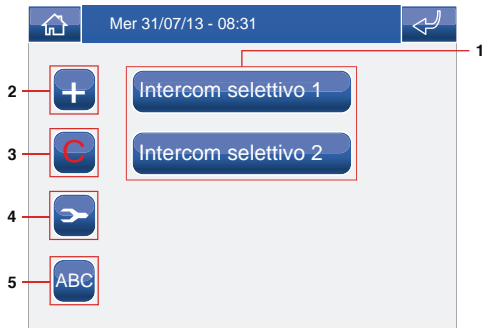 Mer 31/07/13 - 08:31
1
2
+
Intercom selettivo 1
3
C
Intercom selettivo 2
4
5
ABC